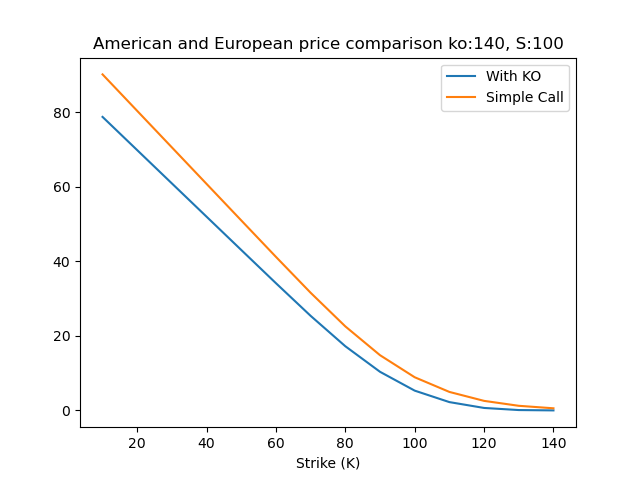 American and European price comparison ko:140, S:100
With KO
Simple Call
80
60
40
20
0
20 40 60 80 100 120 140
Strike (K)